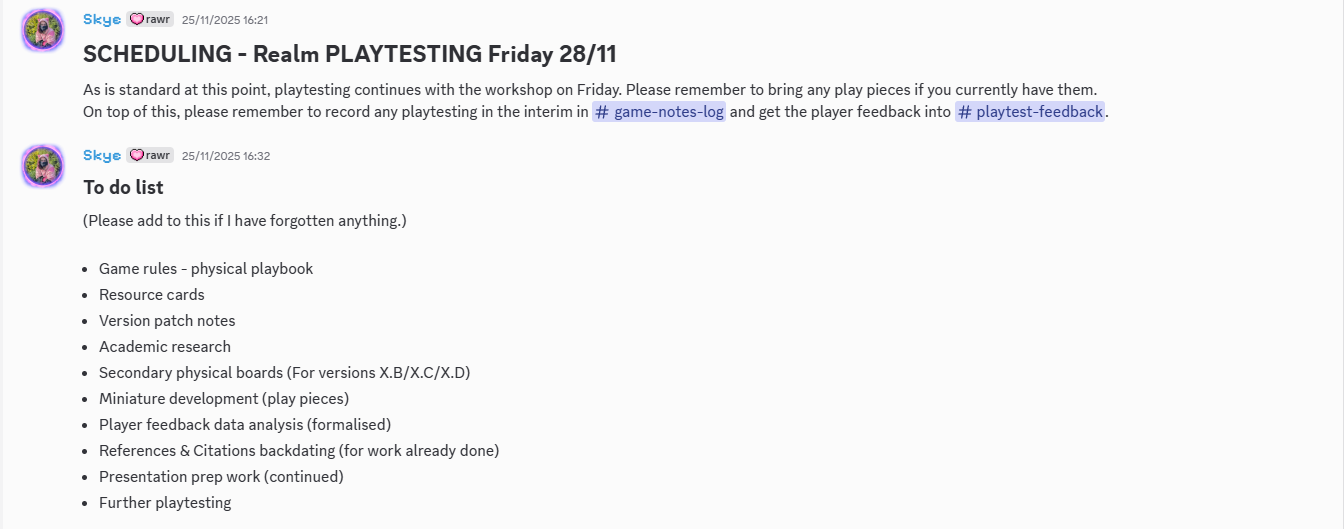 Skye rawr 25/11/2025 16:21
SCHEDULING - Realm PLAYTESTING Friday 28/11
As is standard at this point, playtesting continues with the workshop on Friday. Please remember to bring any play pieces if you currently have them.
On top of this, please remember to record any playtesting in the interim in # game-notes-log and get the player feedback into # playtest-feedback.
Skye rawr 25/11/2025 16:32
To do list
(Please add to this if I have forgotten anything.)
• Game rules - physical playbook
• Resource cards
• Version patch notes
• Academic research
• Secondary physical boards (For versions X.B/X.C/X.D)
• Miniature development (play pieces)
• Player feedback data analysis (formalised)
• References & Citations backdating (for work already done)
• Presentation prep work (continued)
• Further playtesting